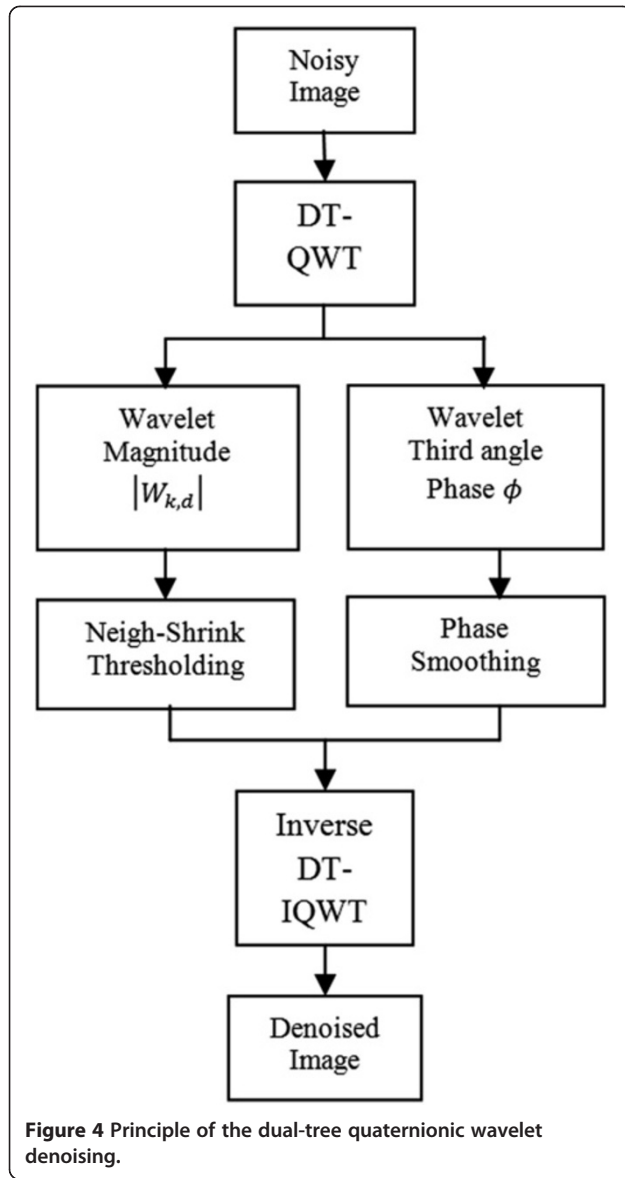 Noisy
Image
DT-
QWT
Wavelet
Magnitude
|W_{k,d}|
Wavelet
Third angle
Phase ϕ
Neigh-Shrink
Thresholding
Phase
Smoothing
Inverse
DT-
IQWT
Denoised
Image
Figure 4 Principle of the dual-tree quaternionic wavelet
denoising.